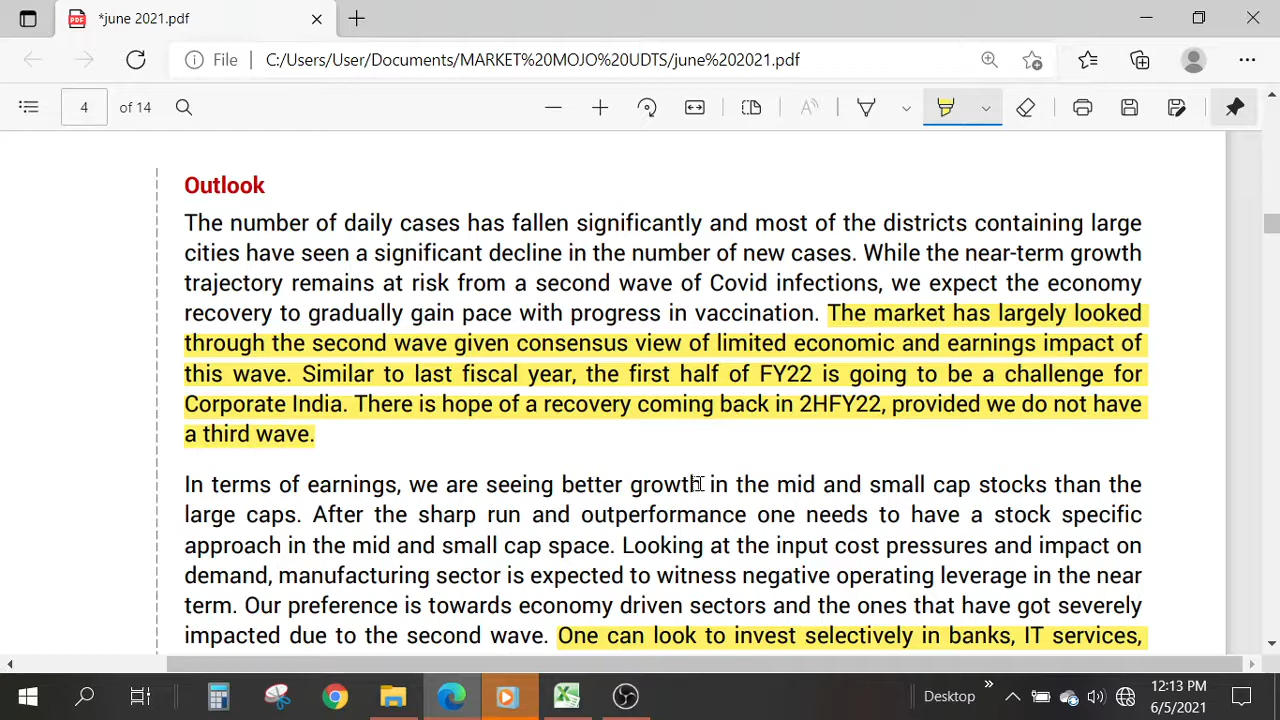 *june 2021.pdf
File C:/Users/User/Documents/MARKET%20MOJO%20UDTS/june%202021.pdf
4 of 14
Outlook
The number of daily cases has fallen significantly and most of the districts containing large
cities have seen a significant decline in the number of new cases. While the near-term growth
trajectory remains at risk from a second wave of Covid infections, we expect the economy
recovery to gradually gain pace with progress in vaccination. The market has largely looked
through the second wave given consensus view of limited economic and earnings impact of
this wave. Similar to last fiscal year, the first half of FY22 is going to be a challenge for
Corporate India. There is hope of a recovery coming back in 2HFY22, provided we do not have
a third wave.
In terms of earnings, we are seeing better growth in the mid and small cap stocks than the
large caps. After the sharp run and outperformance one needs to have a stock specific
approach in the mid and small cap space. Looking at the input cost pressures and impact on
demand, manufacturing sector is expected to witness negative operating leverage in the near
term. Our preference is towards economy driven sectors and the ones that have got severely
impacted due to the second wave. One can look to invest selectively in banks, IT services,
Desktop
12:13 PM
6/5/2021